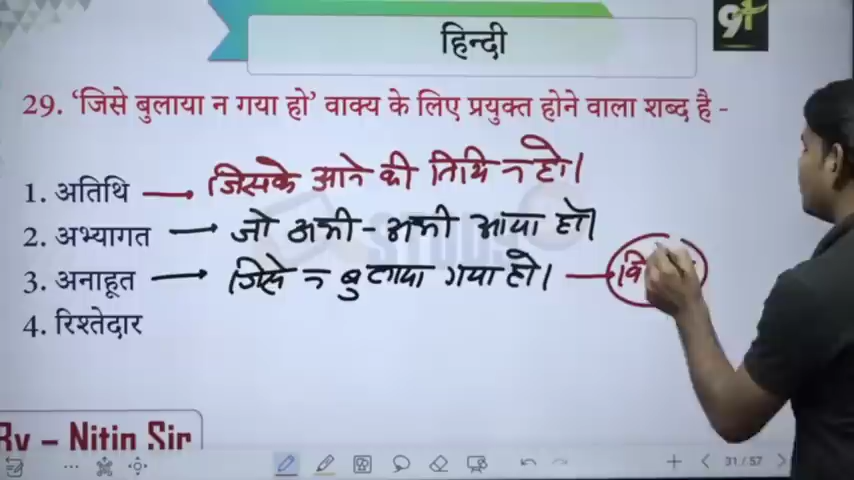 हिन्दी
29. ‘जिसे बुलाया न गया हो’ वाक्य के लिए प्रयुक्त होने वाला शब्द है -
1. अतिथि → जिसके आने की तिथि न हो।
2. अभ्यागत → जो अभी-अभी आया हो।
3. अनाहूत → जिसे न बुलाया गया हो। →
4. रिश्तेदार
By – Nitin Sir
31 / 57